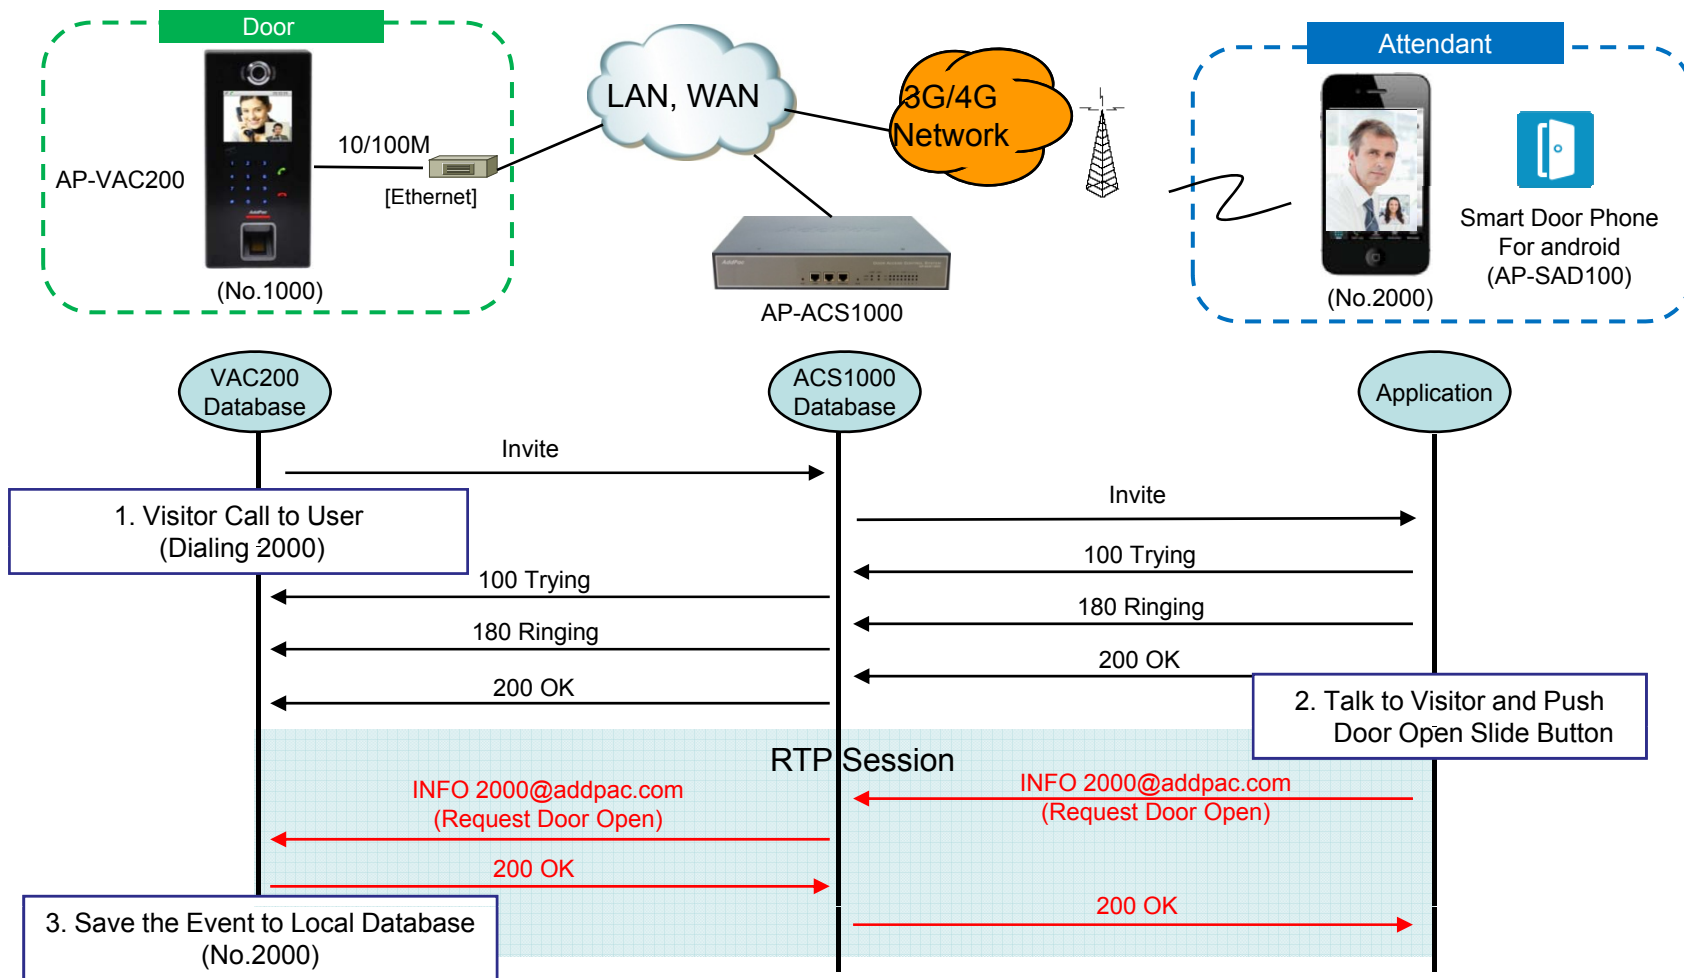 Door
Attendant
LAN, WAN
3G/4G
Network
10/100M
AP-VAC200
[Ethernet]
(No.1000)
AddPac
AddPac
AP-ACS1000
(No.2000)
Smart Door Phone
For android
(AP-SAD100)
VAC200
Database
ACS1000
Database
Application
Invite
Invite
1. Visitor Call to User
(Dialing 2000)
100 Trying
100 Trying
180 Ringing
180 Ringing
200 OK
200 OK
2. Talk to Visitor and Push
Door Open Slide Button
RTP Session
INFO 2000@addpac.com
(Request Door Open)
INFO 2000@addpac.com
(Request Door Open)
200 OK
200 OK
3. Save the Event to Local Database
(No.2000)